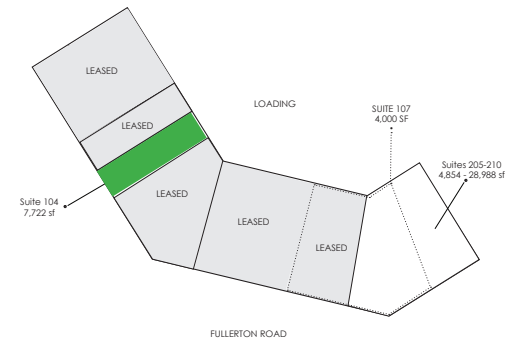 LEASED
LOADING
SUITE 107
4,000 SF
LEASED
Suites 205-210
4,854 - 28,988 sf
LEASED
Suite 104
7,722 sf
LEASED
LEASED
FULLERTON ROAD